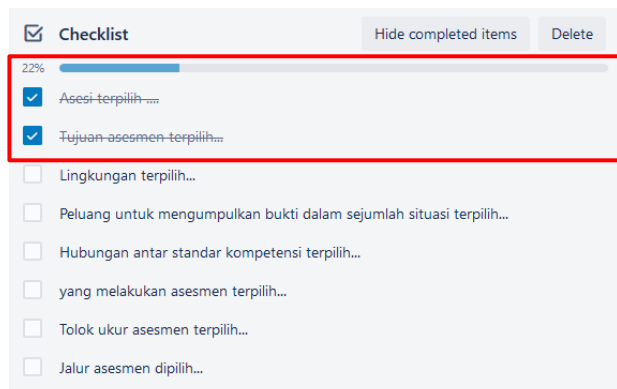 Checklist
Hide completed items
Delete
22%
Asesi terpilih ....
Tujuan asesmen terpilih...
Lingkungan terpilih...
Peluang untuk mengumpulkan bukti dalam sejumlah situasi terpilih...
Hubungan antar standar kompetensi terpilih...
yang melakukan asesmen terpilih...
Tolok ukur asesmen terpilih...
Jalur asesmen dipilih...